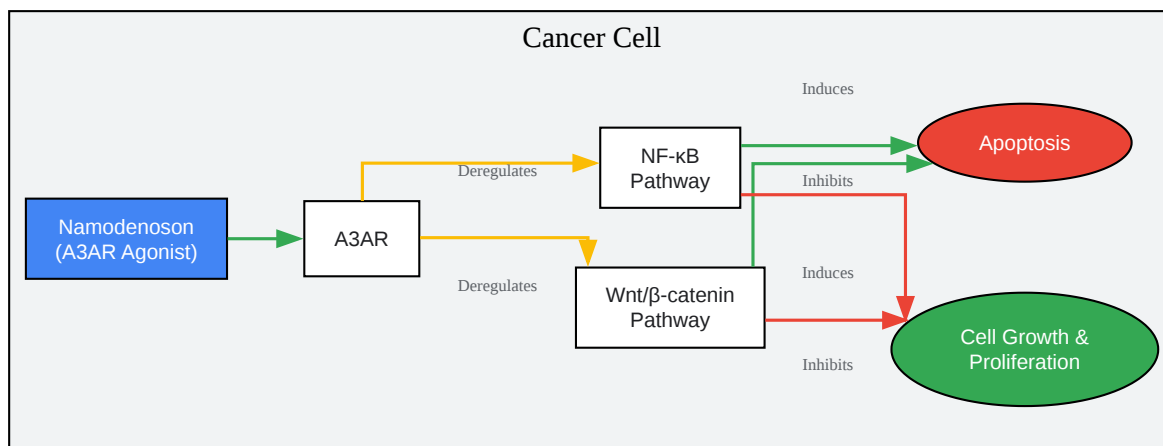 Cancer Cell
Induces
Apoptosis
NF-κB
Pathway
Deregulates
Inhibits
Namodenoson
(A3AR Agonist)
A3AR
Deregulates
Wnt/β-catenin
Pathway
Induces
Cell Growth &
Proliferation
Inhibits